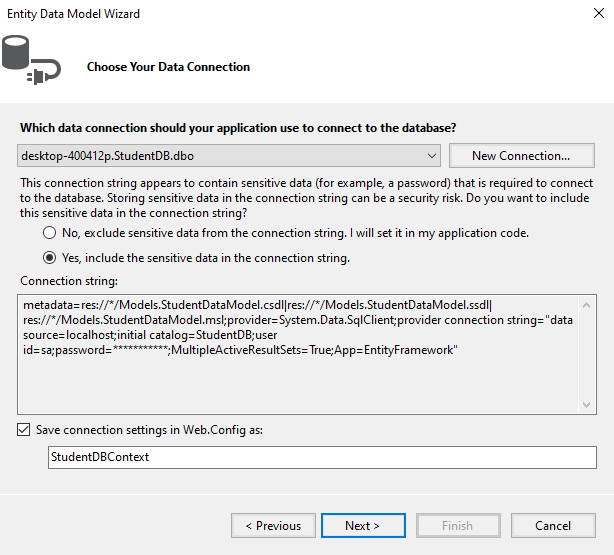 Entity Data Model Wizard
Choose Your Data Connection
Which data connection should your application use to connect to the database?
desktop-400412p.StudentDB.dbo
New Connection...
This connection string appears to contain sensitive data (for example, a password) that is required to connect
to the database. Storing sensitive data in the connection string can be a security risk. Do you want to include
this sensitive data in the connection string?
No, exclude sensitive data from the connection string. I will set it in my application code.
Yes, include the sensitive data in the connection string.
Connection string:
metadata=res://*/Models.StudentDataModel.csdl|res://*/Models.StudentDataModel.ssdl|
res://*/Models.StudentDataModel.msl;provider=System.Data.SqlClient;provider connection string="data
source=localhost;initial catalog=StudentDB;user
id=sa;password=***********;MultipleActiveResultSets=True;App=EntityFramework"
Save connection settings in Web.Config as:
StudentDBContext
< Previous
Next >
Finish
Cancel